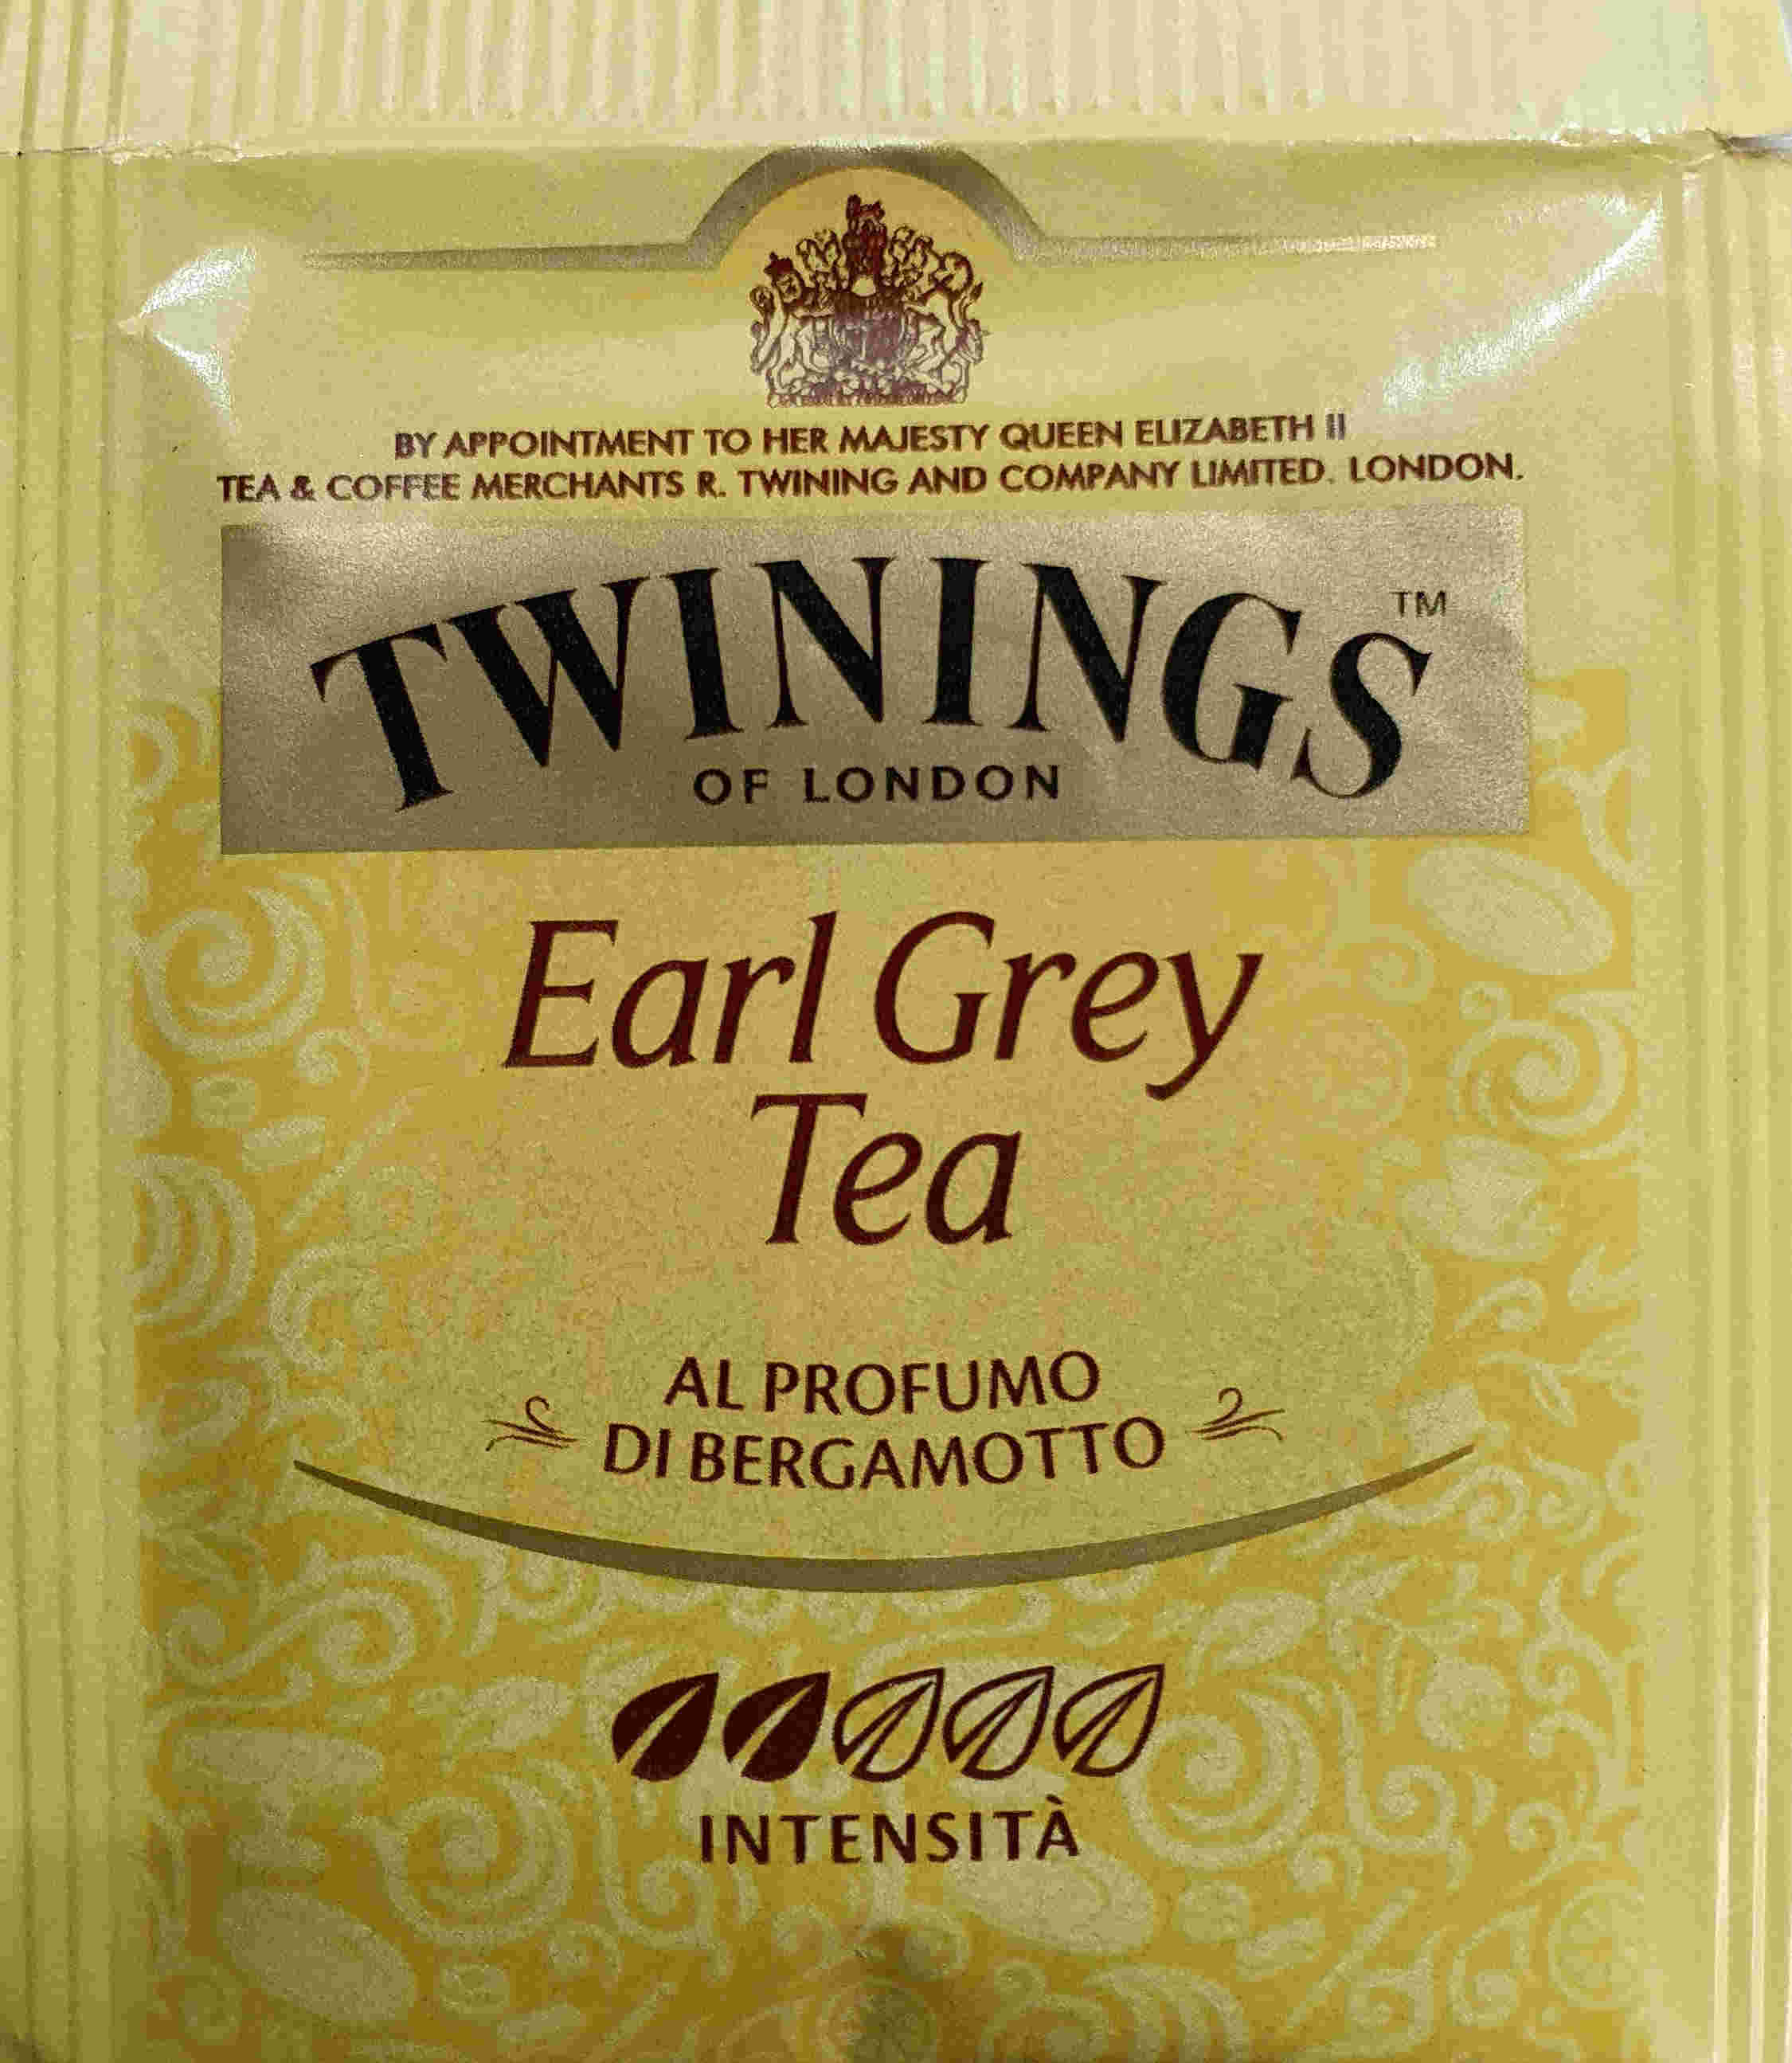 BY APPOINTMENT TO HER MAJESTY QUEEN ELIZABETH II
TEA & COFFEE MERCHANTS R. TWINING AND COMPANY LIMITED. LONDON.
TWININGS™
OF LONDON
Earl Grey
Tea
AL PROFUMO
DI BERGAMOTTO
INTENSITÀ